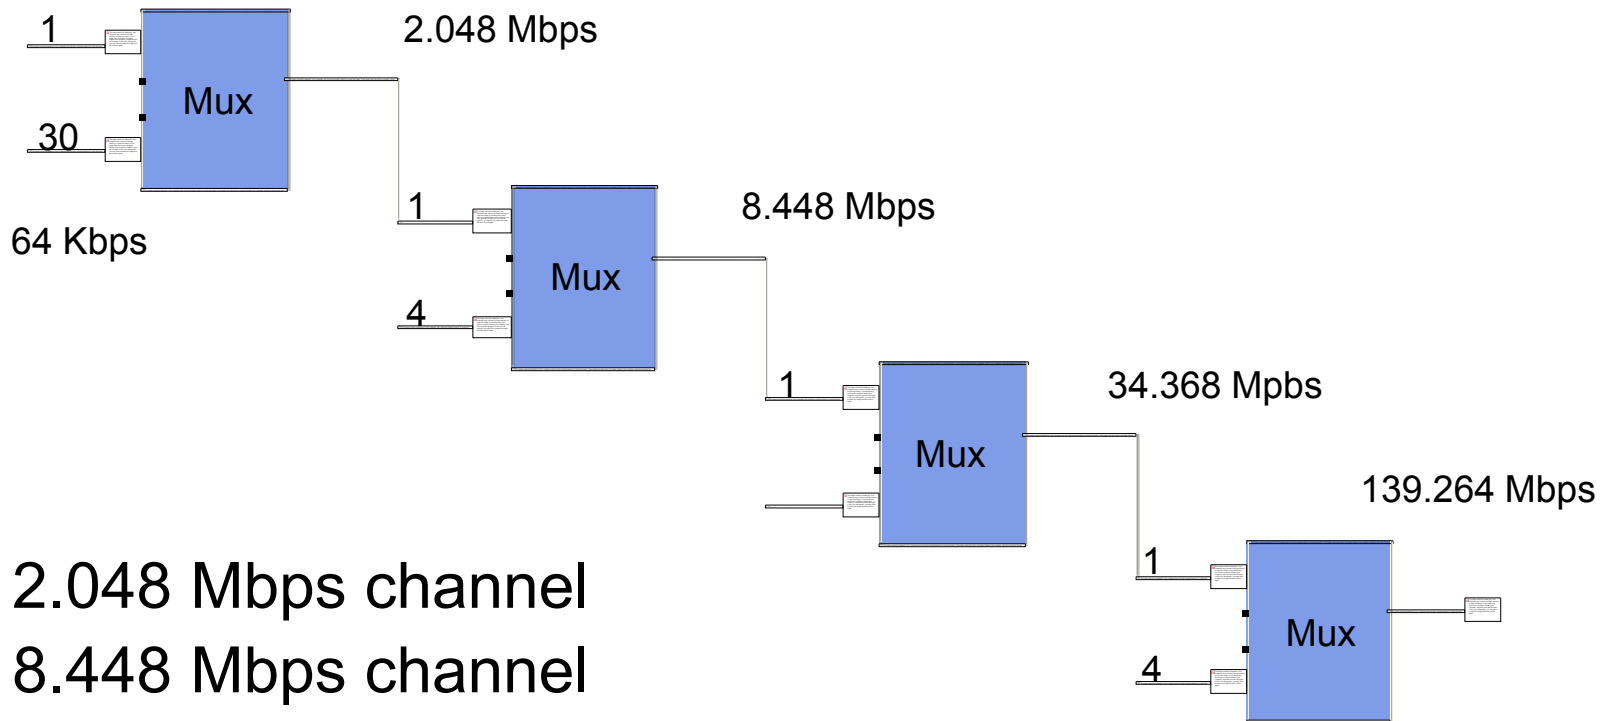 1
2.048 Mbps
Mux
30
64 Kbps
1
8.448 Mbps
Mux
4
1
34.368 Mpbs
Mux
139.264 Mbps
1
Mux
4
2.048 Mbps channel
8.448 Mbps channel